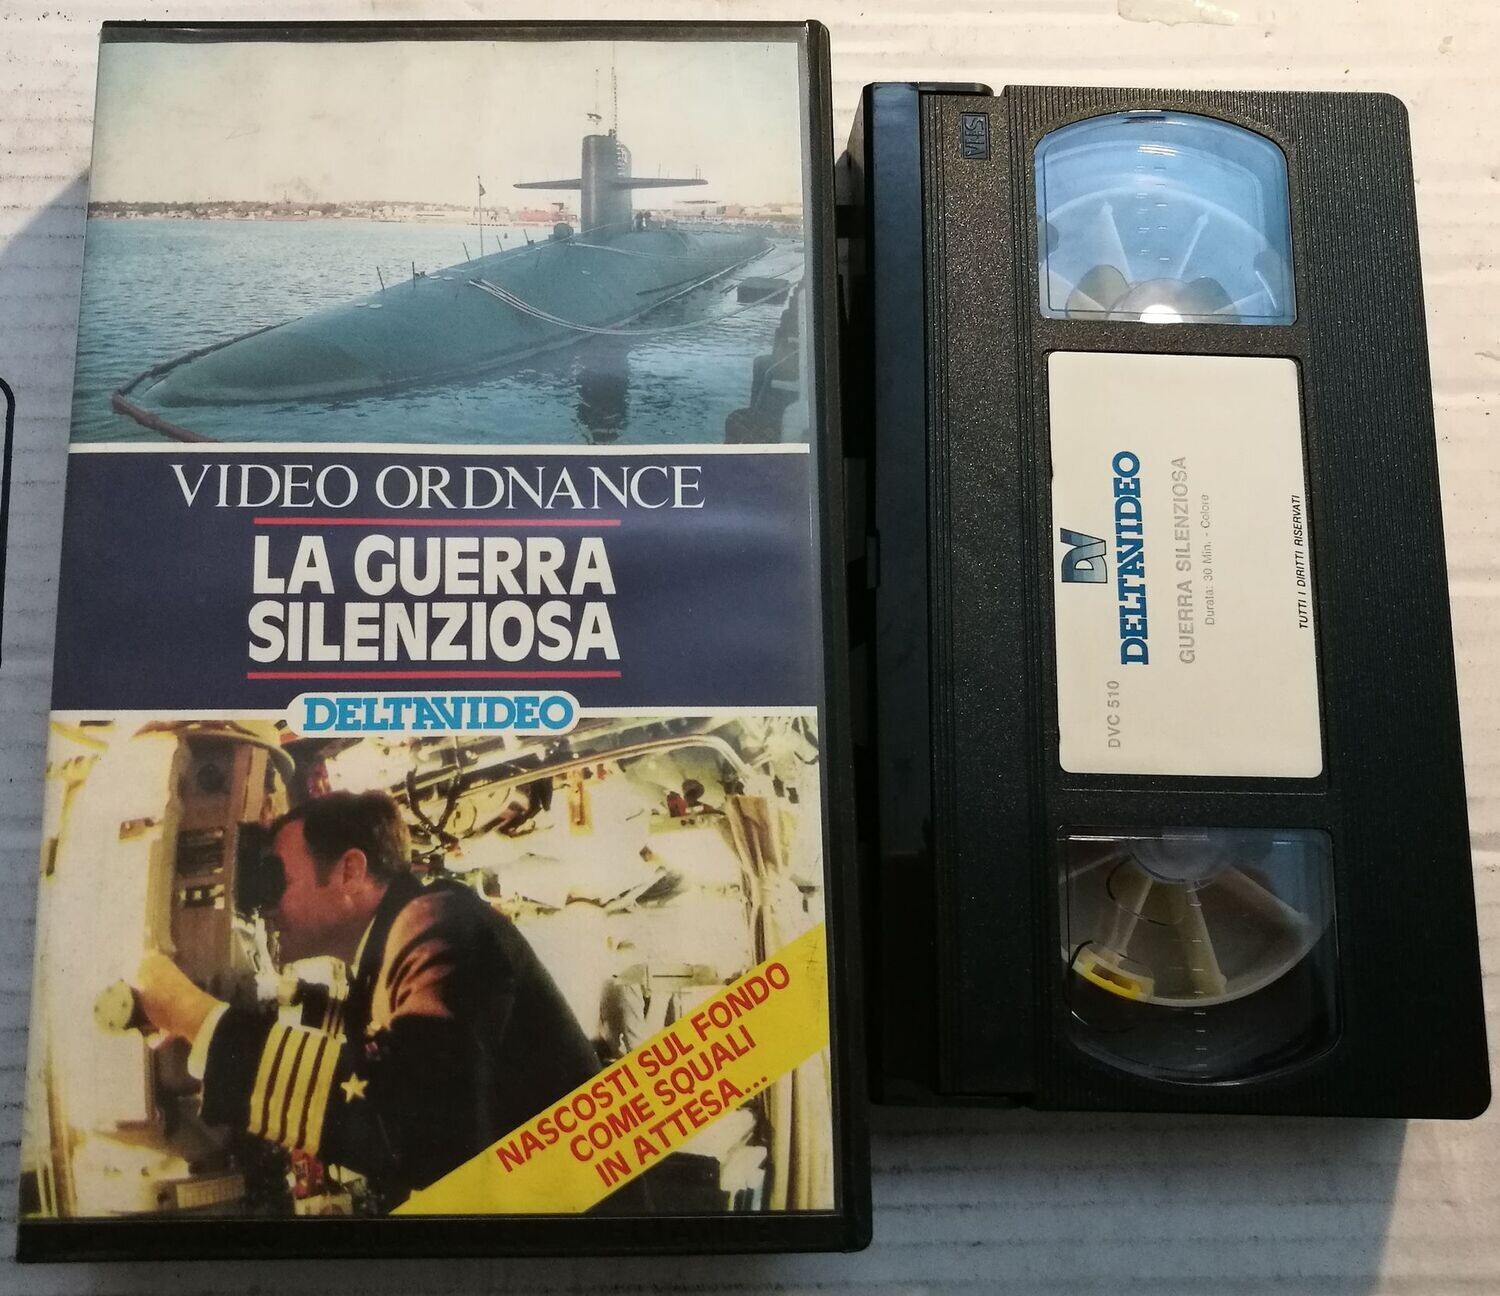 VIDEO ORDNANCE
LA GUERRA
SILENZIOSA
DELTAVIDEO
NASCOSTI SUL FONDO
COME SQUALI
IN ATTESA...
VHS
DV
DELTAVIDEO
DVC 510
GUERRA SILENZIOSA
Durata: 30 Min. - Colore
TUTTI I DIRITTI RISERVATI